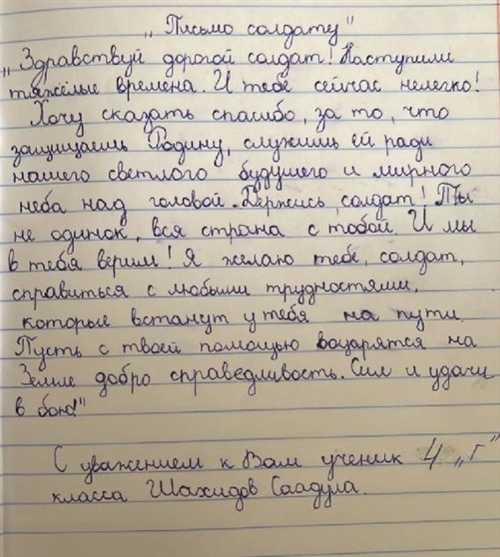 „Письмо солдату"
„Здравствуй дорогой солдат! Наступили
тяжёлые времена. И тебе сейчас нелегко!
Хочу сказать спасибо, за то, что
защищаешь Родину, служишь ей ради
нашего светлого будущего и мирного
неба над головой. Держись, солдат! Ты
не одинок, вся страна с тобой. И мы
в тебя верим! Я желаю тебе, солдат,
справиться с любыми трудностями,
которые встанут у тебя на пути.
Пусть с твоей помощью воцарятся на
Земле добро справедливость. Сил и удачи
в бою!"
С уважением к Вам ученик 4 „г"
класса Шахидов Саадула.